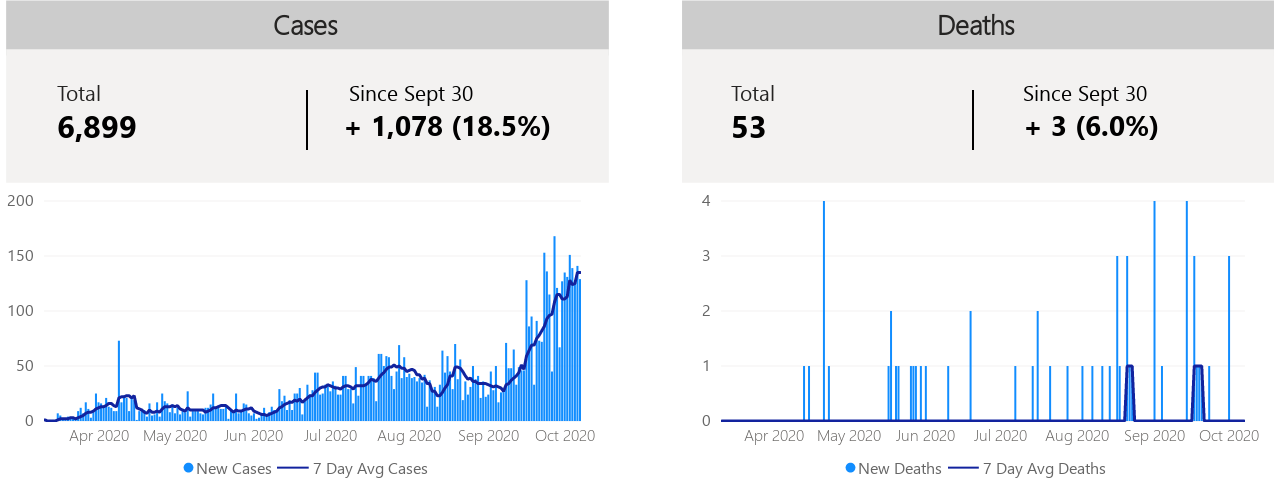 Cases
Total
Since Sept 30
6,899
+ 1,078 (18.5%)
200
150
100
50
0
Apr 2020 May 2020 Jun 2020 Jul 2020 Aug 2020 Sep 2020 Oct 2020
New Cases 7 Day Avg Cases
Deaths
Total
Since Sept 30
53
+ 3 (6.0%)
4
3
2
1
0
Apr 2020 May 2020 Jun 2020 Jul 2020 Aug 2020 Sep 2020 Oct 2020
New Deaths 7 Day Avg Deaths